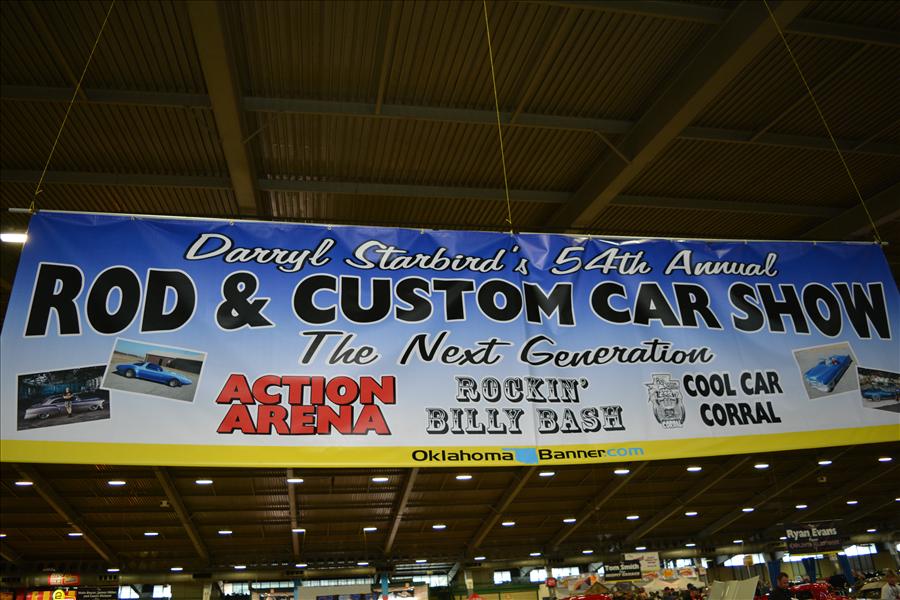 Darryl Starbird's 54th Annual
ROD & CUSTOM CAR SHOW
The Next Generation
ACTION
ARENA
ROCKIN'
BILLY BASH
COOL CAR
CORRAL
CORRAL
OklahomaBanner.com
Ryan Evans
Tom Smith